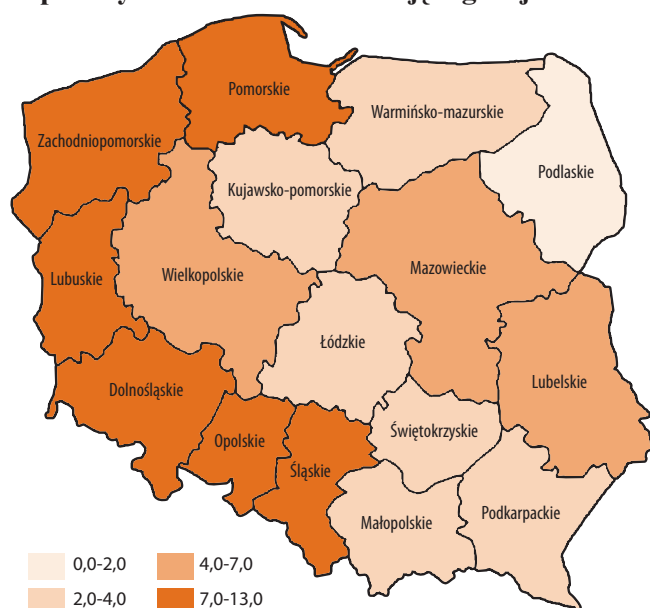 Pomorskie
Warmińsko-mazurskie
Zachodniopomorskie
Podlaskie
Kujawsko-pomorskie
Mazowieckie
Wielkopolskie
Lubuskie
Łódzkie
Lubelskie
Dolnośląskie
Świętokrzyskie
Opolskie
Śląskie
Podkarpackie
Małopolskie
0,0-2,0
4,0-7,0
2,0-4,0
7,0-13,0